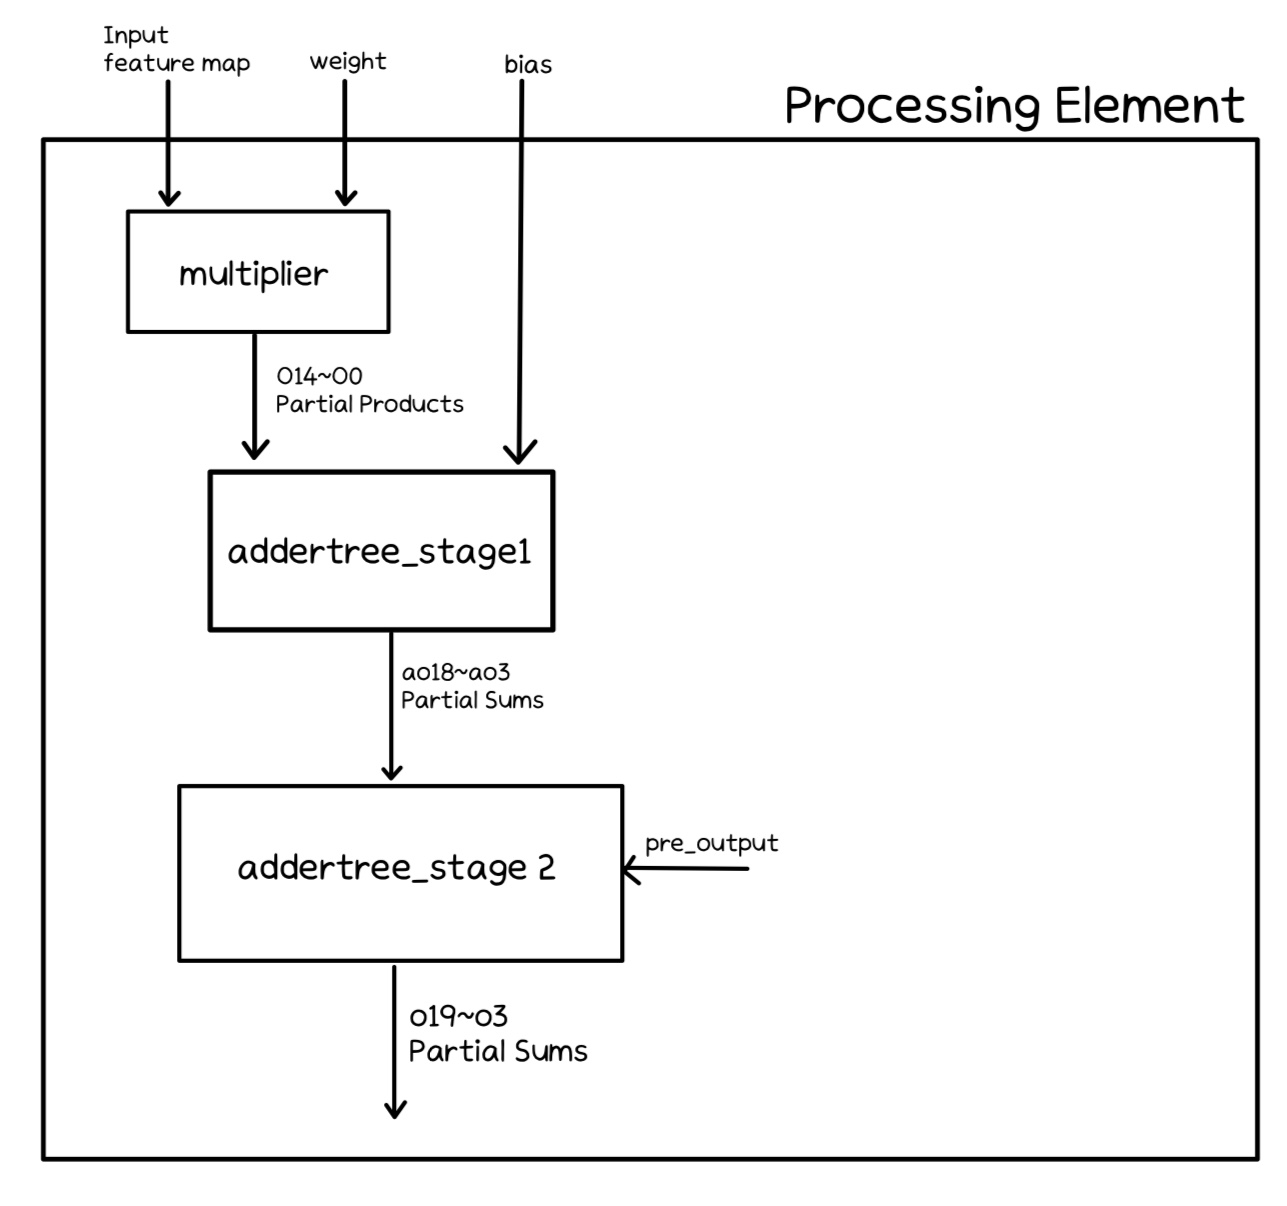 Input
feature map
weight
bias
Processing Element
multiplier
O14~O0
Partial Products
addertree_stage1
ao18~ao3
Partial Sums
addertree_stage 2
pre_output
o19~o3
Partial Sums